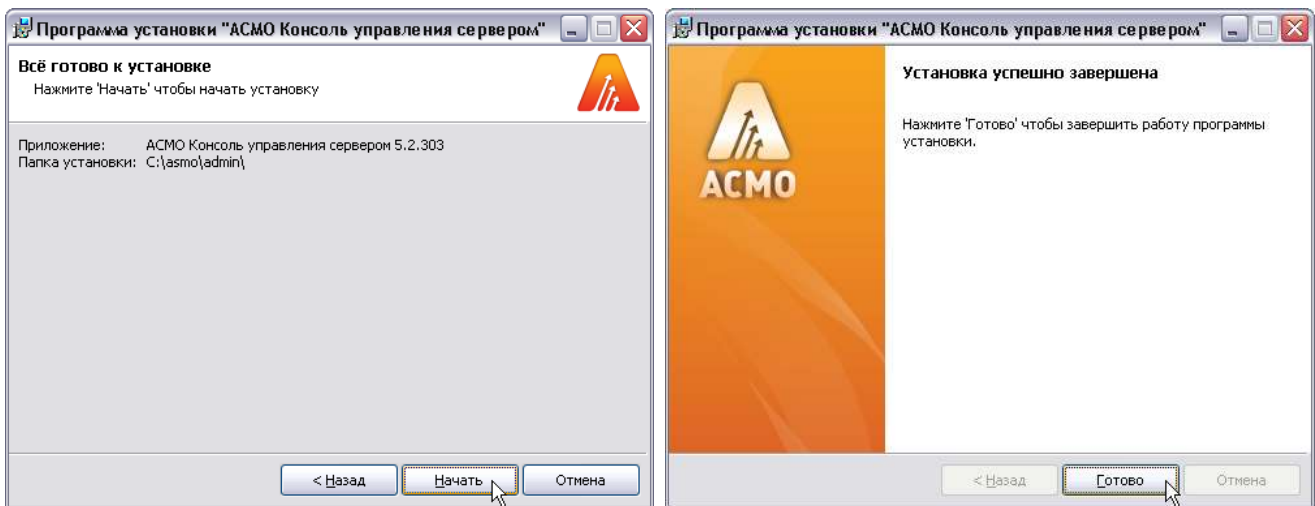 Программа установки "АСМО Консоль управления сервером"
Всё готово к установке
Нажмите 'Начать' чтобы начать установку
Приложение: АСМО Консоль управления сервером 5.2.303
Папка установки: C:\asmo\admin\
< Назад Начать Отмена
Программа установки "АСМО Консоль управления сервером"
АСМО
Установка успешно завершена
Нажмите 'Готово' чтобы завершить работу программы
установки.
< Назад Готово Отмена